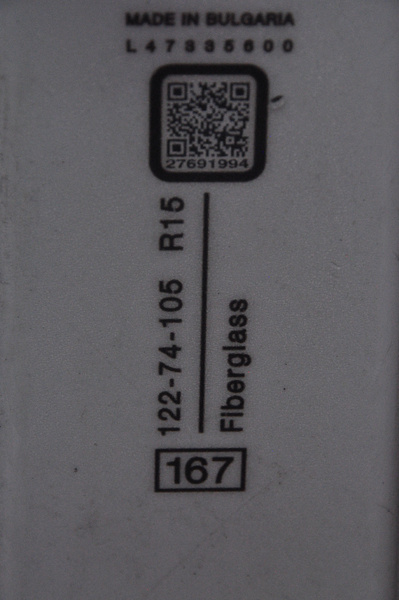 MADE IN BULGARIA
L47335600
27691994
122-74-105 R15
Fiberglass
167